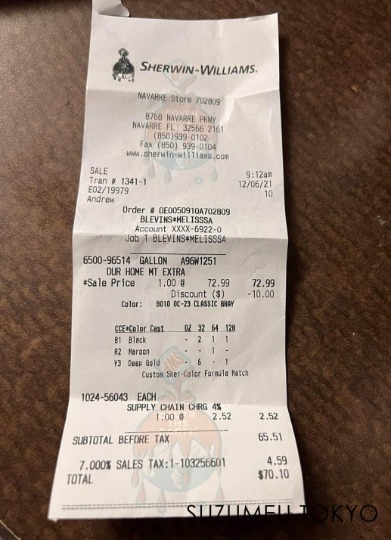 SHERWIN-WILLIAMS.
NAVARRE Store 702809
8760 NAVARRE PKWY
NAVARRE FL 32566 2161
(850)939-0102
Fax (850) 939-0104
www.sherwin-williams.com
SALE 9:12am
Tran # 1341-1 12/06/21
E02/19979 10
Andrew
Order # OE0050910A702809
BLEVINS*MELISSSA
Account XXXX-6922-0
Job 1 BLEVINS*MELISSSA
6500-96514 GALLON A96W1251
DUR HOME MT EXTRA
*Sale Price 1.00 @ 72.99 72.99
Discount ($) -10.00
Color: 8010 OC-23 CLASSIC GRAY
CCE*Color Cast OZ 32 64 128
B1 Black - 2 1 1
R2 Maroon - - 1 -
Y3 Deep Gold - 6 - 1
Custom Sher-Color Formula Match
1024-56043 EACH
SUPPLY CHAIN CHRG 4%
1.00 @ 2.52 2.52
SUBTOTAL BEFORE TAX 65.51
7.000% SALES TAX:1-103256601 4.59
TOTAL $70.10